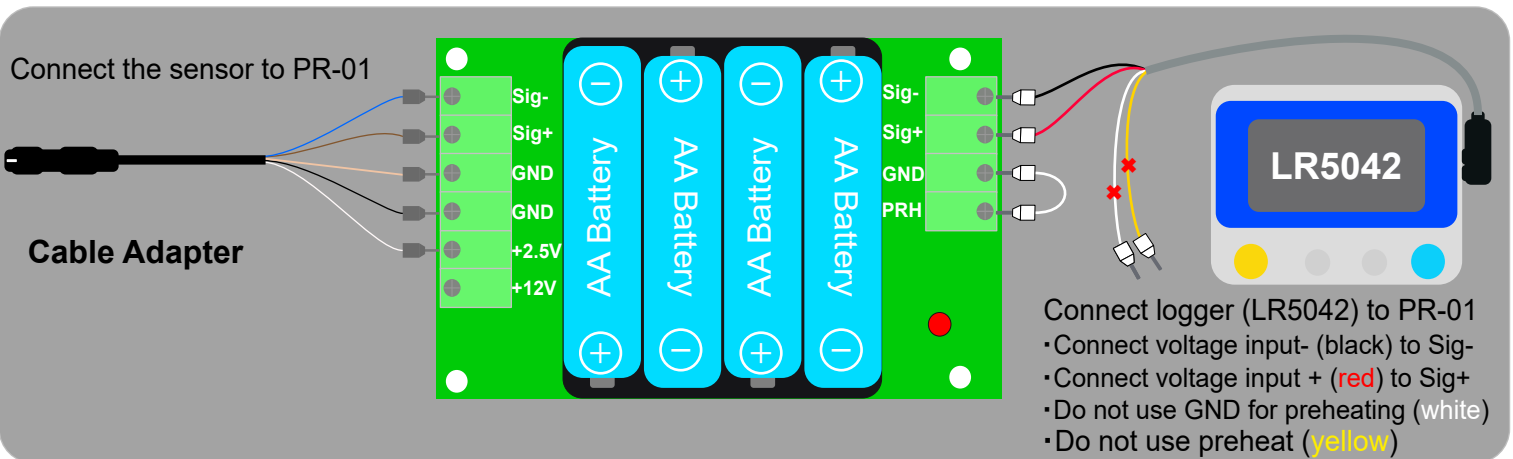 Connect the sensor to PR-01
Cable Adapter
Sig-
Sig+
GND
GND
+2.5V
+12V
AA Battery
AA Battery
AA Battery
AA Battery
Sig-
Sig+
GND
PRH
LR5042
Connect logger (LR5042) to PR-01
・Connect voltage input- (black) to Sig-
・Connect voltage input + (red) to Sig+
・Do not use GND for preheating (white)
・Do not use preheat (yellow)